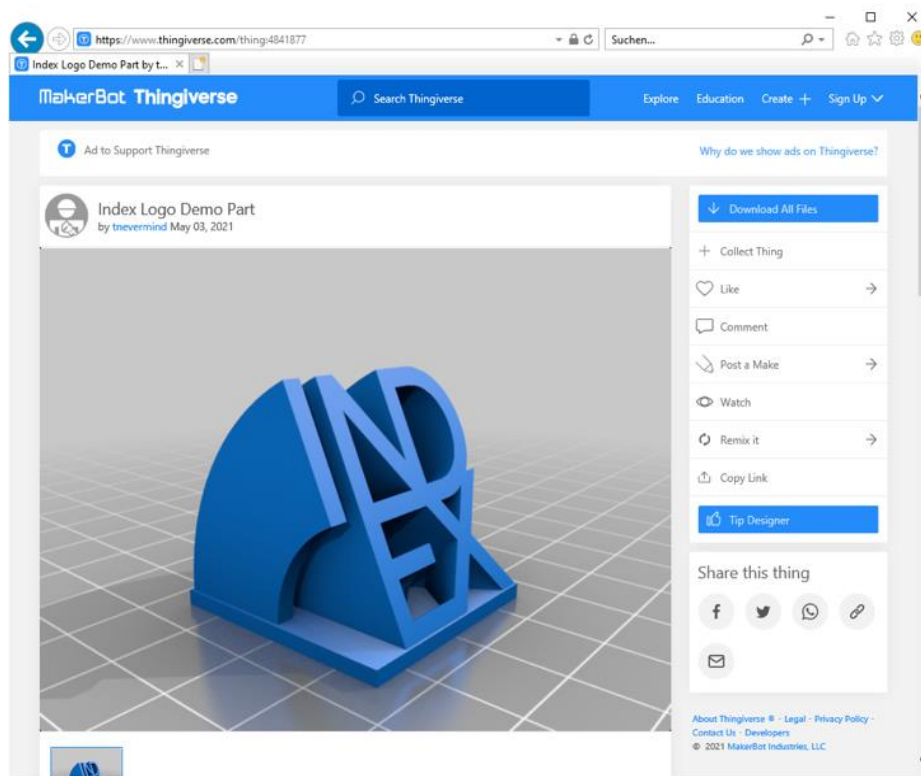 https://www.thingiverse.com/thing:4841877
Suchen...
Index Logo Demo Part by t...
MakerBot Thingiverse
Search Thingiverse
Explore
Education
Create
Sign Up
Ad to Support Thingiverse
Why do we show ads on Thingiverse?
Index Logo Demo Part
by tnevermind May 03, 2021
INDEX
Download All Files
Collect Thing
Like
Comment
Post a Make
Watch
Remix it
Copy Link
Tip Designer
Share this thing
About Thingiverse ® · Legal · Privacy Policy ·
Contact Us · Developers
© 2021 MakerBot Industries, LLC